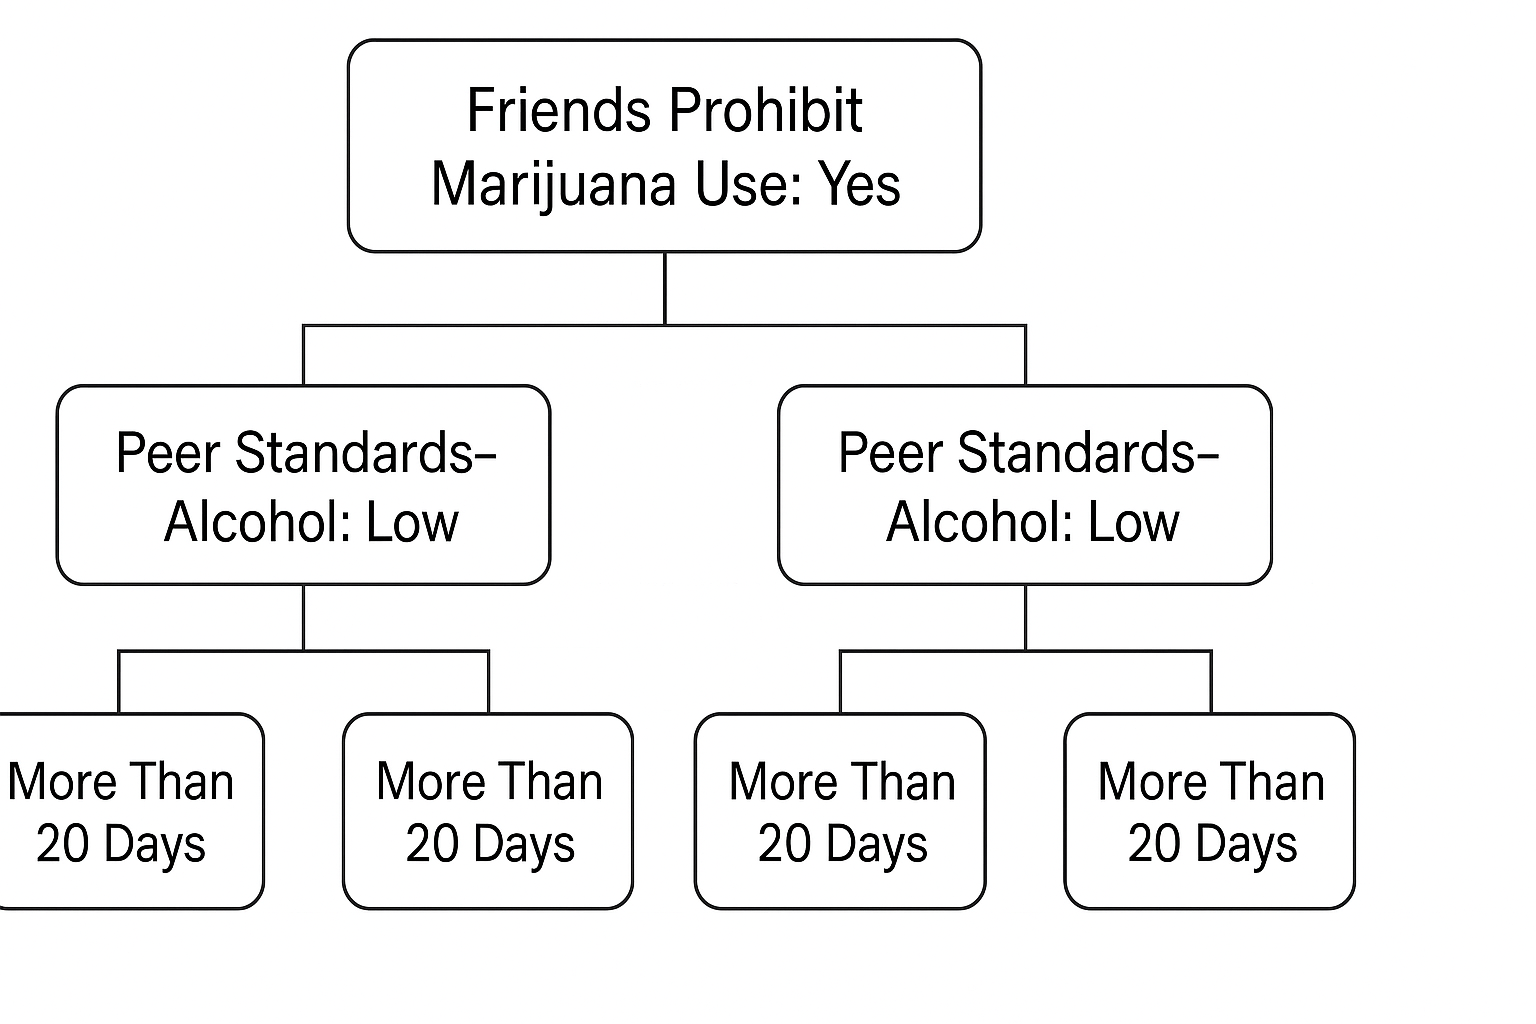 Friends Prohibit
Marijuana Use: Yes
Peer Standards–
Alcohol: Low
Peer Standards–
Alcohol: Low
More Than
20 Days
More Than
20 Days
More Than
20 Days
More Than
20 Days